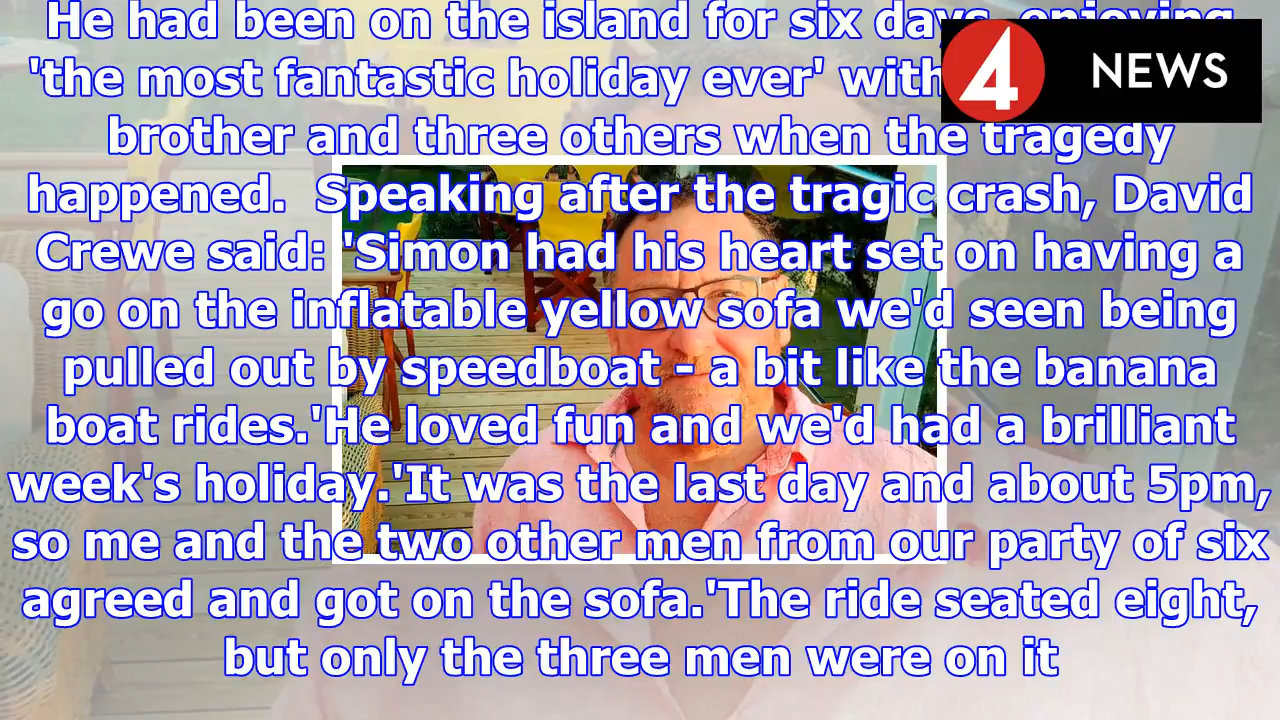 He had been on the island for six days, enjoying
'the most fantastic holiday ever' with
brother and three others when the tragedy
happened.  Speaking after the tragic crash, David
Crewe said: 'Simon had his heart set on having a
go on the inflatable yellow sofa we'd seen being
pulled out by speedboat - a bit like the banana
boat rides.'He loved fun and we'd had a brilliant
week's holiday.'It was the last day and about 5pm,
so me and the two other men from our party of six
agreed and got on the sofa.'The ride seated eight,
but only the three men were on it
4 NEWS